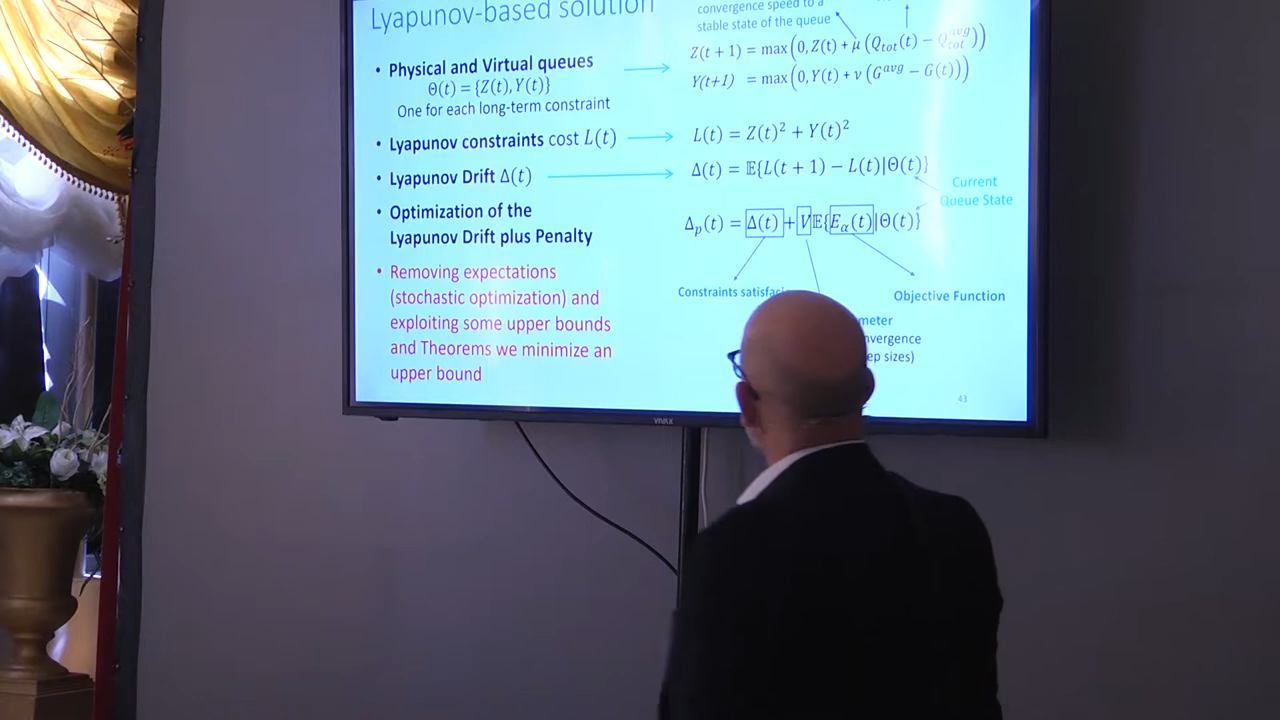 Lyapunov-based solution
convergence speed to a
stable state of the queue
• Physical and Virtual queues
Θ(t) = {Z(t), Y(t)}
One for each long-term constraint
Z(t + 1) = max(0, Z(t) + μ (Q_tot(t) − Q_tot^avg))
Y(t+1) = max(0, Y(t) + ν (G^avg − G(t)))
• Lyapunov constraints cost L(t)
L(t) = Z(t)² + Y(t)²
• Lyapunov Drift Δ(t)
Δ(t) = 𝔼{L(t + 1) − L(t)|Θ(t)}
Current
Queue State
• Optimization of the
Lyapunov Drift plus Penalty
Δ_p(t) = Δ(t) + V𝔼{E_α(t)|Θ(t)}
• Removing expectations
(stochastic optimization) and
exploiting some upper bounds
and Theorems we minimize an
upper bound
Constraints
Objective Function
sizes)
43
VIVAX